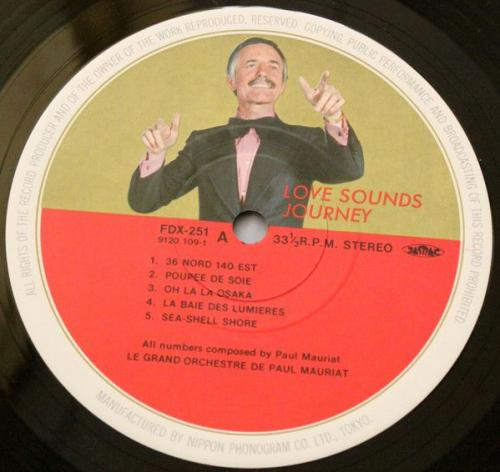 ALL RIGHTS OF THE RECORD PRODUCER AND OF THE OWNER OF THE WORK REPRODUCED, RESERVED. COPYING, PUBLIC PERFORMANCE AND BROADCASTING OF THIS RECORD PROHIBITED.
LOVE SOUNDS
JOURNEY
FDX-251
9120 109-1 A
33⅓R.P.M. STEREO
JASRAC
1. 36 NORD 140 EST
2. POUPEE DE SOIE
3. OH LA LA OSAKA
4. LA BAIE DES LUMIERES
5. SEA-SHELL SHORE
All numbers composed by Paul Mauriat
LE GRAND ORCHESTRE DE PAUL MAURIAT
MANUFACTURED BY NIPPON PHONOGRAM CO. LTD., TOKYO.